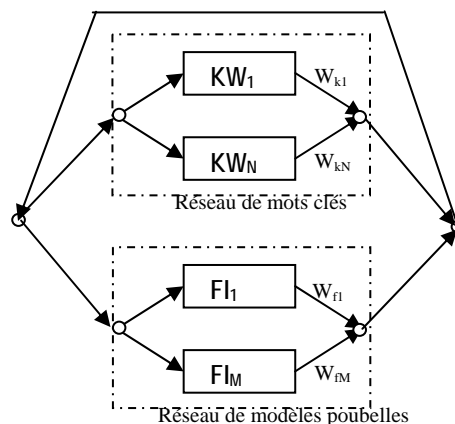 KW1
Wk1
KWN
WkN
Réseau de mots clés
FI1
Wf1
FIM
WfM
Réseau de modèles poubelles